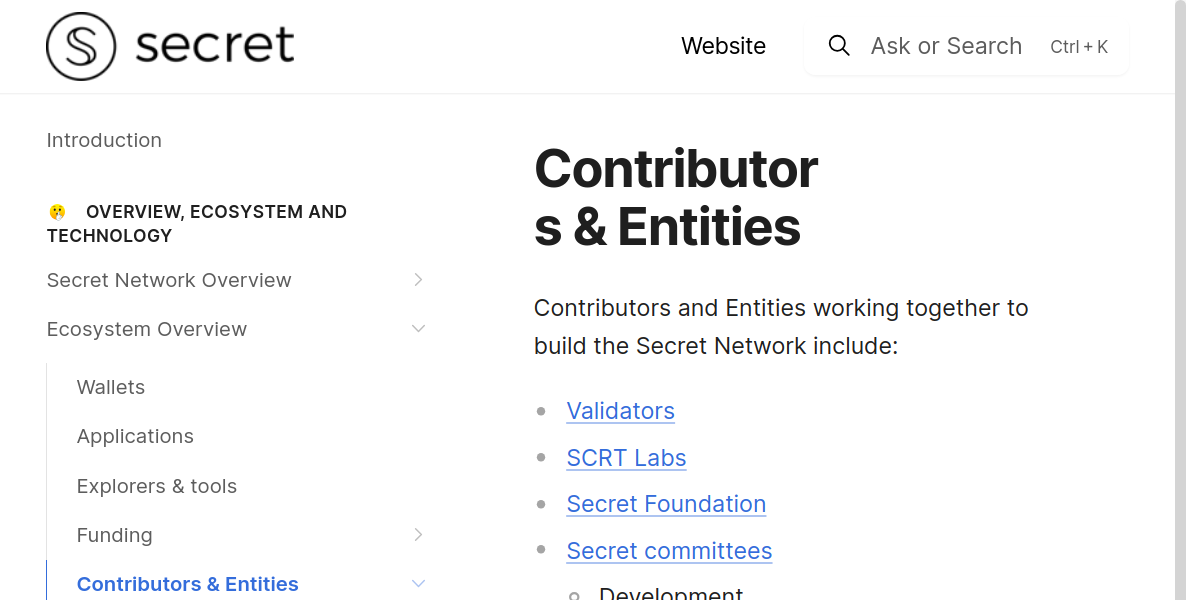 secret
Website
Ask or Search Ctrl + K
Introduction
OVERVIEW, ECOSYSTEM AND
TECHNOLOGY
Secret Network Overview
Ecosystem Overview
Wallets
Applications
Explorers & tools
Funding
Contributors & Entities
Contributor
s & Entities
Contributors and Entities working together to
build the Secret Network include:
Validators
SCRT Labs
Secret Foundation
Secret committees
Development